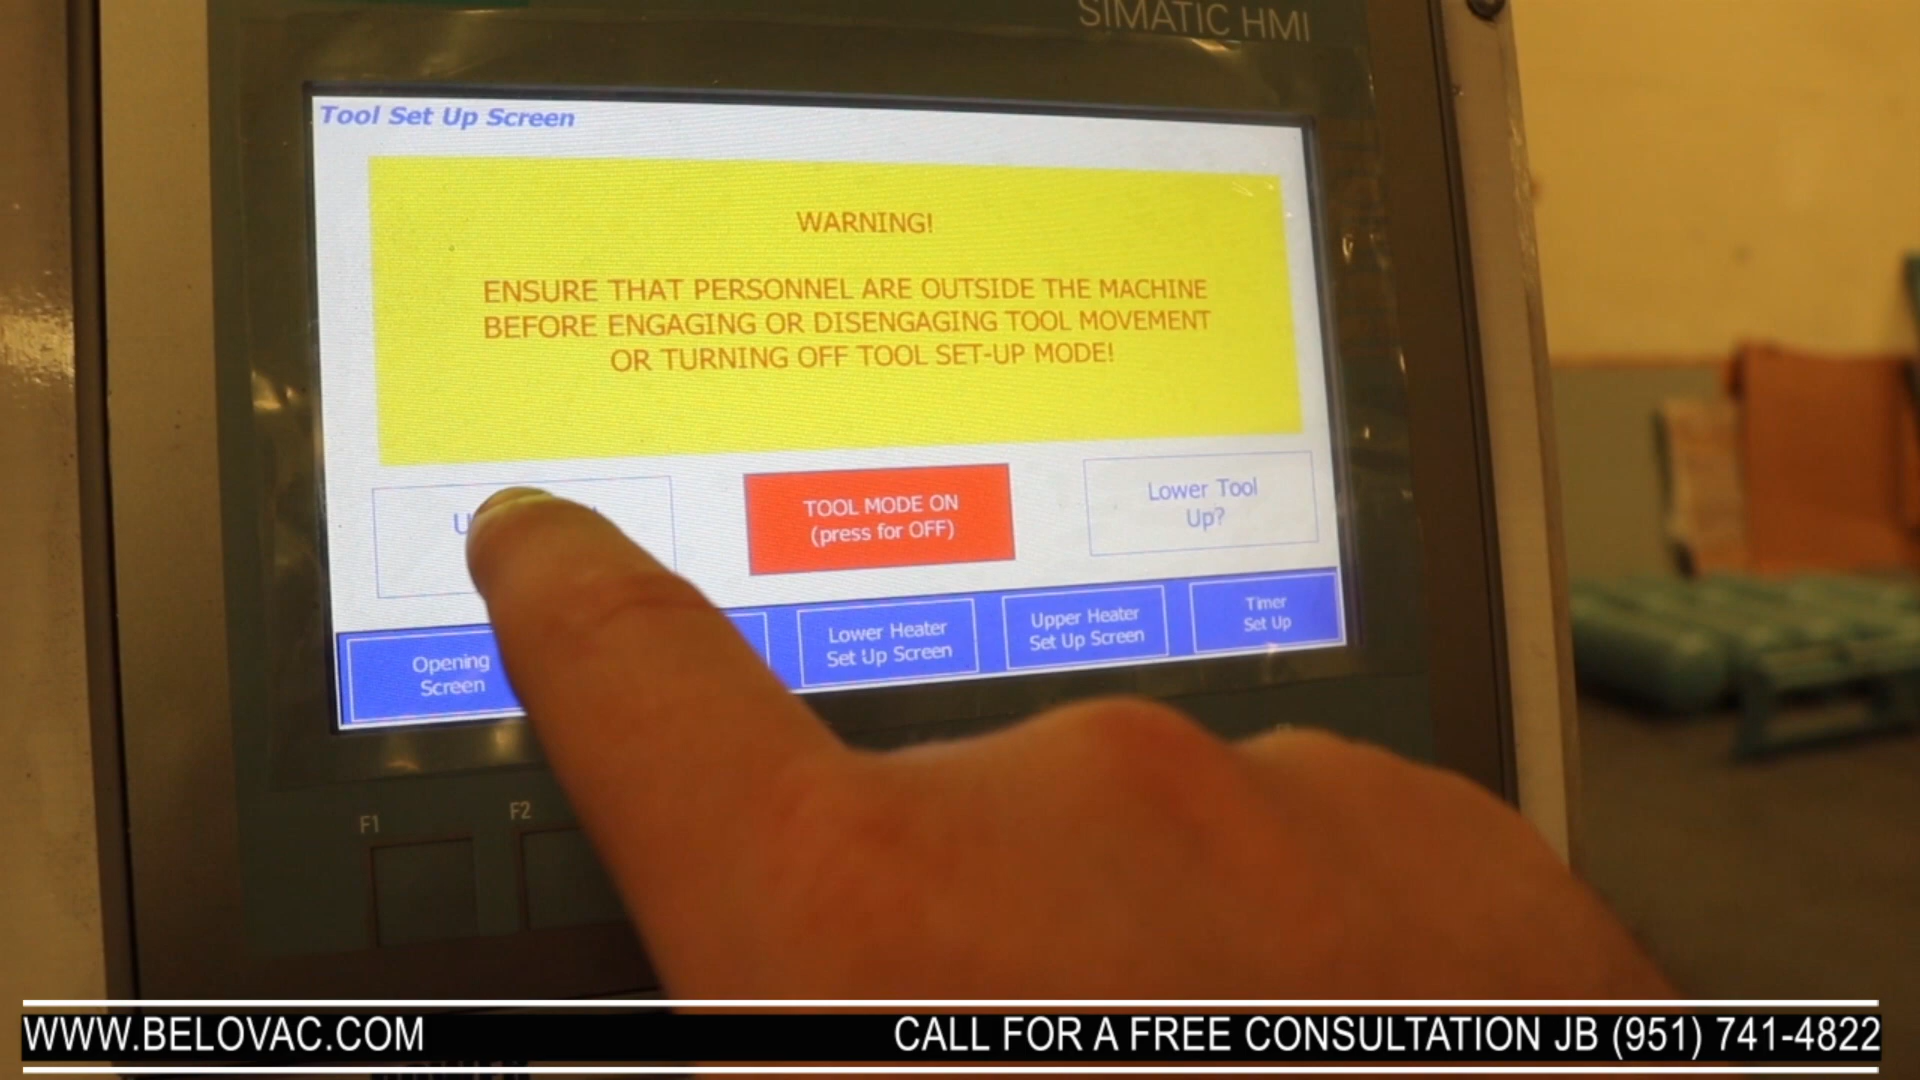 SIMATIC HMI
Tool Set Up Screen
WARNING!
ENSURE THAT PERSONNEL ARE OUTSIDE THE MACHINE
BEFORE ENGAGING OR DISENGAGING TOOL MOVEMENT
OR TURNING OFF TOOL SET-UP MODE!
TOOL MODE ON
(press for OFF)
Lower Tool
Up?
Opening
Screen
Lower Heater
Set Up Screen
Upper Heater
Set Up Screen
Timer
Set Up
F1
F2
WWW.BELOVAC.COM
CALL FOR A FREE CONSULTATION JB (951) 741-4822